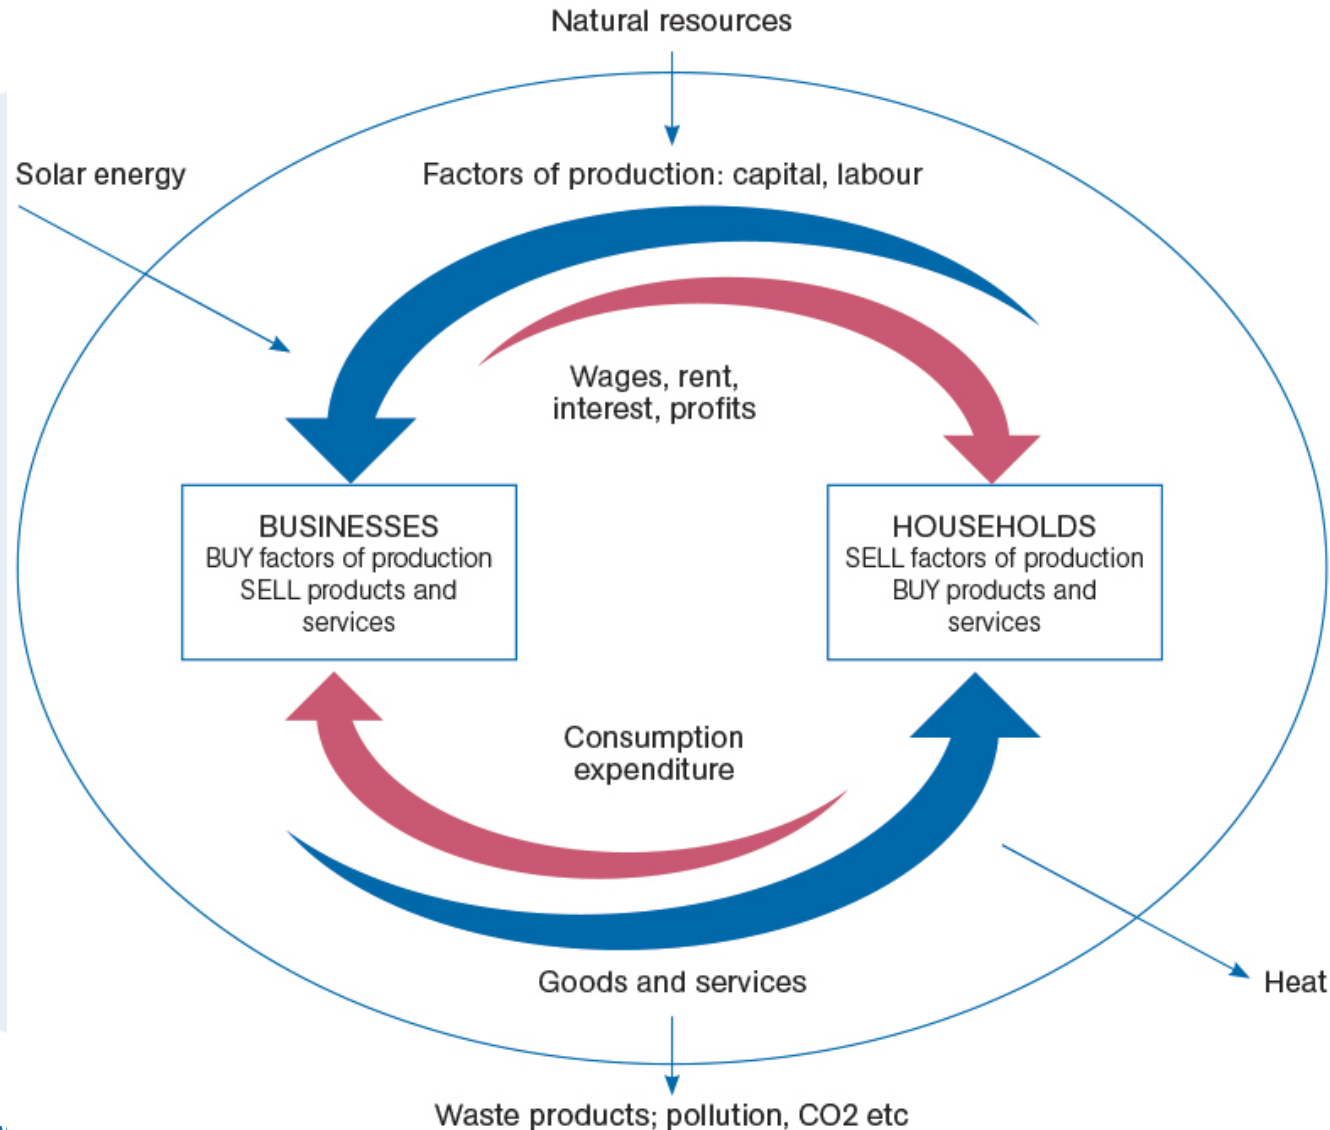 Natural resources
Solar energy
Factors of production: capital, labour
Wages, rent,
interest, profits
BUSINESSES
BUY factors of production
SELL products and
services
HOUSEHOLDS
SELL factors of production
BUY products and
services
Consumption
expenditure
Goods and services
Heat
Waste products; pollution, CO2 etc